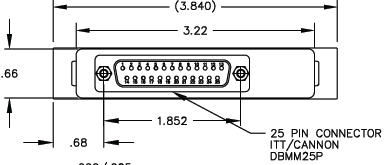 (3.840)
3.22
.66
1.852
.68
25 PIN CONNECTOR
ITT/CANNON
DBMM25P